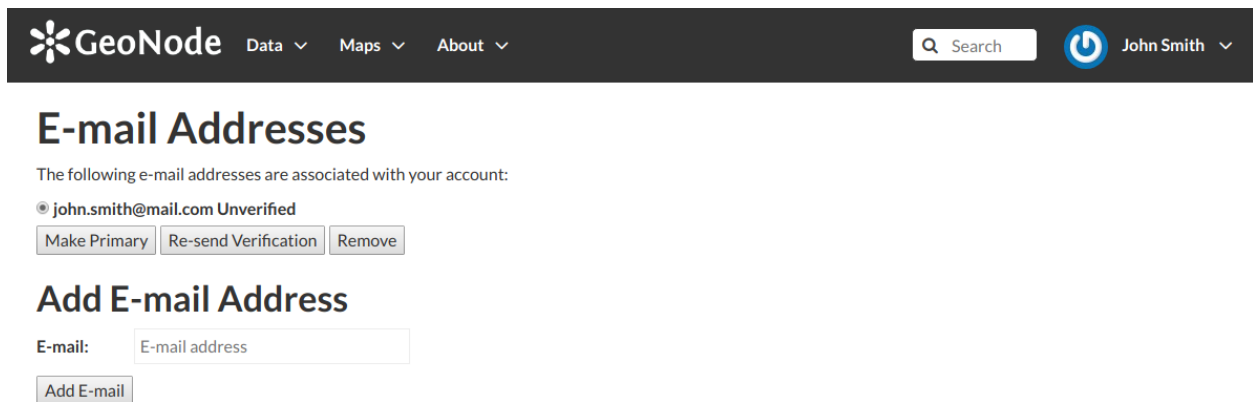 GeoNode Data Maps About Search John Smith
E-mail Addresses
The following e-mail addresses are associated with your account:
john.smith@mail.com Unverified
Make Primary Re-send Verification Remove
Add E-mail Address
E-mail: E-mail address
Add E-mail